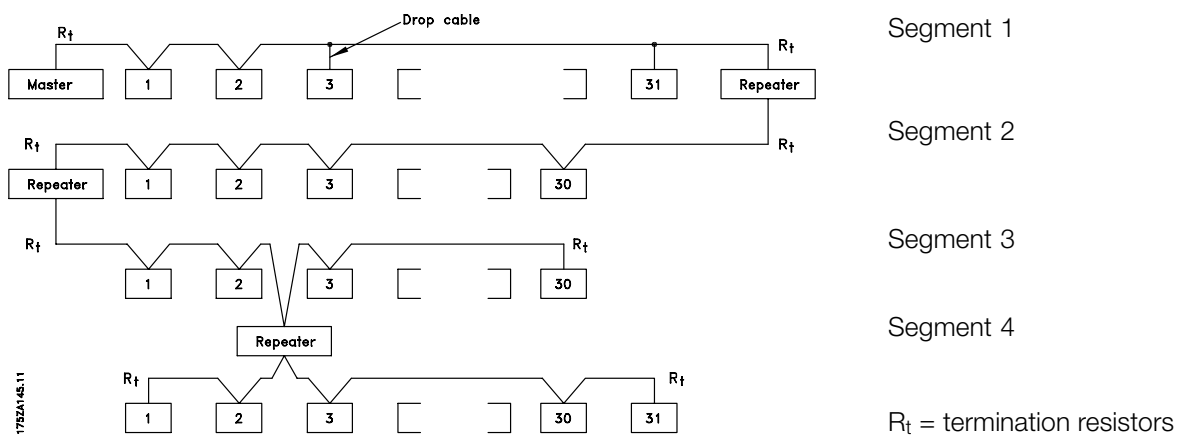 Drop cable
Rt Rt Segment 1
Master 1 2 3 31 Repeater
Rt Rt Segment 2
Repeater 1 2 3 30
Rt Rt Segment 3
1 2 3 30
Repeater Segment 4
Rt Rt
1 2 3 30 31
175ZA145.11
Rt = termination resistors